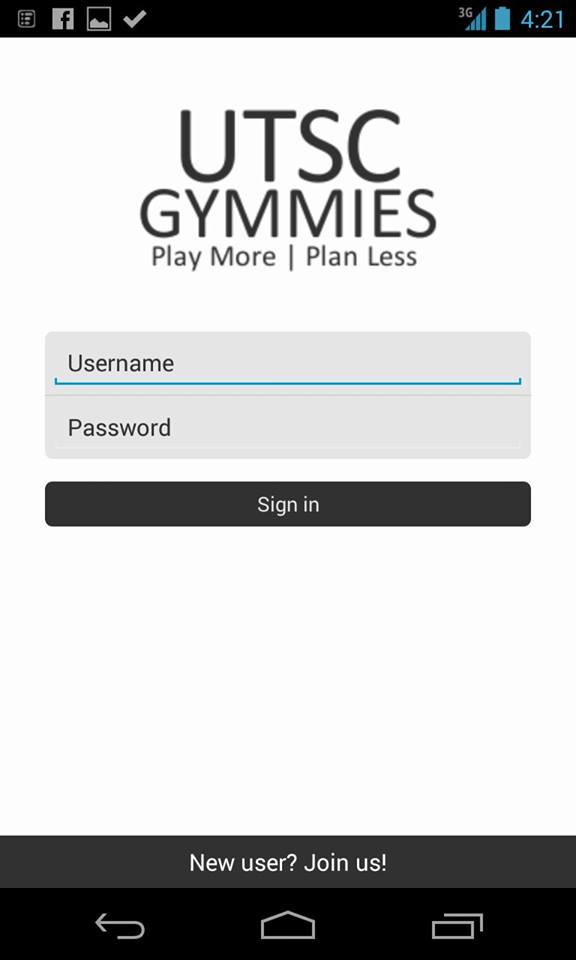 3G 4:21
UTSC
GYMMIES
Play More | Plan Less
Username
Password
Sign in
New user? Join us!